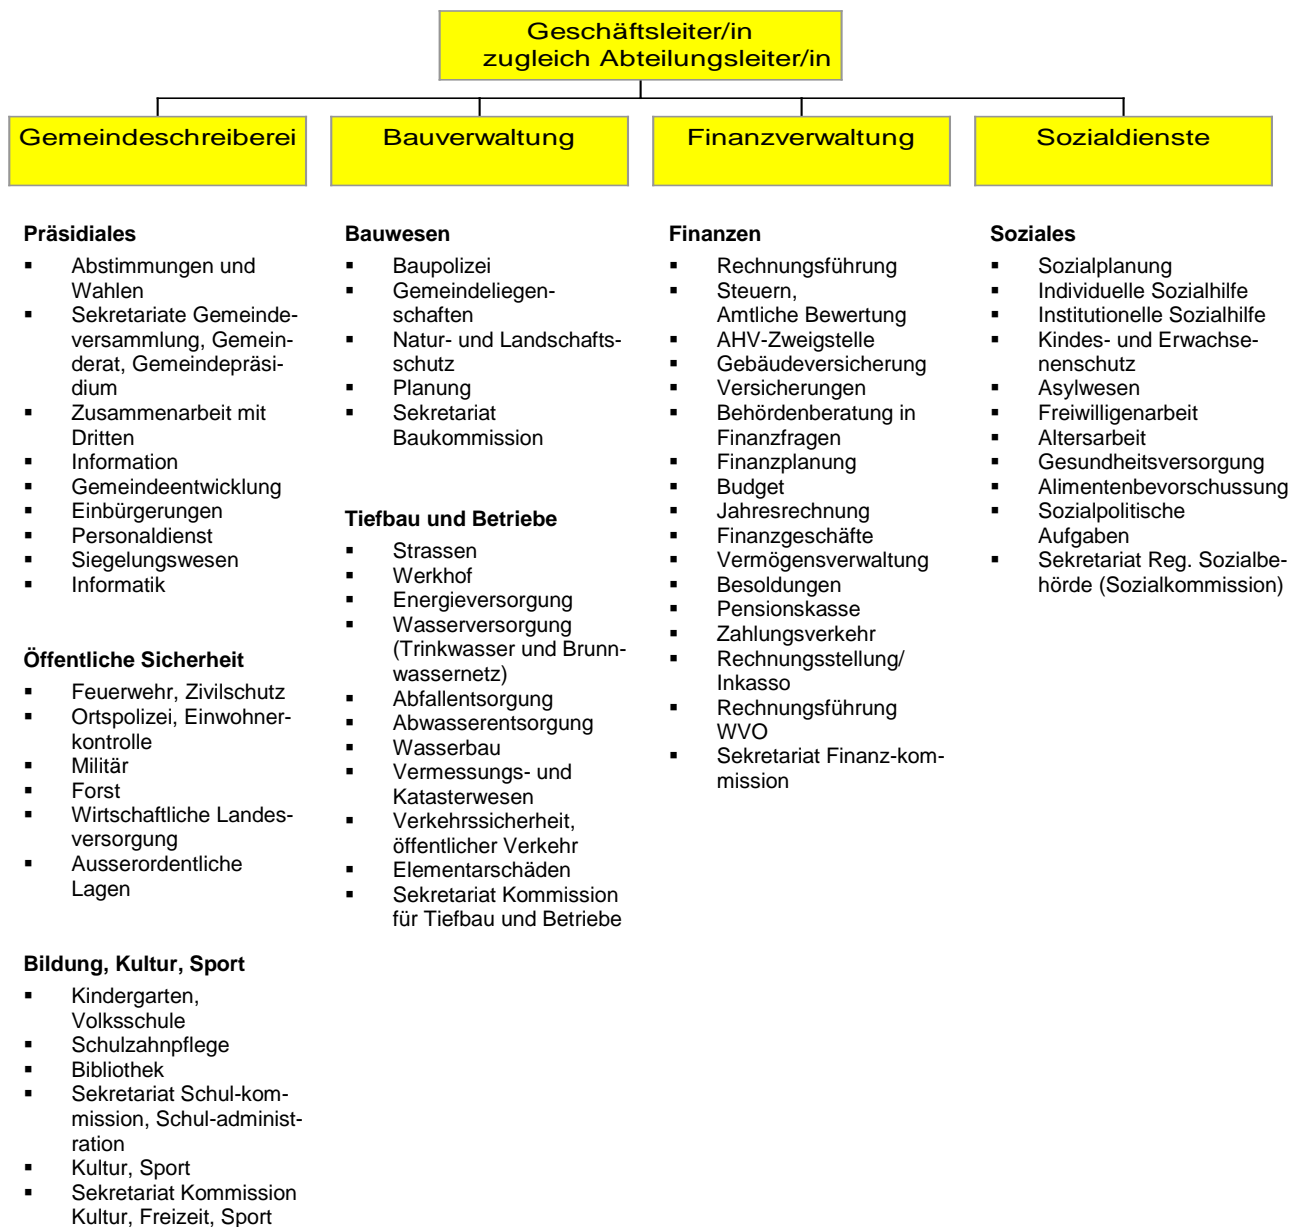 Geschäftsleiter/in
zugleich Abteilungsleiter/in
Gemeindeschreiberei
Bauverwaltung
Finanzverwaltung
Sozialdienste
Präsidiales
▪ Abstimmungen und
Wahlen
▪ Sekretariate Gemeinde-
versammlung, Gemein-
derat, Gemeindepräsi-
dium
▪ Zusammenarbeit mit
Dritten
▪ Information
▪ Gemeindeentwicklung
▪ Einbürgerungen
▪ Personaldienst
▪ Siegelungswesen
▪ Informatik
Öffentliche Sicherheit
▪ Feuerwehr, Zivilschutz
▪ Ortspolizei, Einwohner-
kontrolle
▪ Militär
▪ Forst
▪ Wirtschaftliche Landes-
versorgung
▪ Ausserordentliche
Lagen
Bildung, Kultur, Sport
▪ Kindergarten,
Volksschule
▪ Schulzahnpflege
▪ Bibliothek
▪ Sekretariat Schul-kom-
mission, Schul-administ-
ration
▪ Kultur, Sport
▪ Sekretariat Kommission
Kultur, Freizeit, Sport
Bauwesen
▪ Baupolizei
▪ Gemeindeliegen-
schaften
▪ Natur- und Landschafts-
schutz
▪ Planung
▪ Sekretariat
Baukommission
Tiefbau und Betriebe
▪ Strassen
▪ Werkhof
▪ Energieversorgung
▪ Wasserversorgung
(Trinkwasser und Brunn-
wassernetz)
▪ Abfallentsorgung
▪ Abwasserentsorgung
▪ Wasserbau
▪ Vermessungs- und
Katasterwesen
▪ Verkehrssicherheit,
öffentlicher Verkehr
▪ Elementarschäden
▪ Sekretariat Kommission
für Tiefbau und Betriebe
Finanzen
▪ Rechnungsführung
▪ Steuern,
Amtliche Bewertung
▪ AHV-Zweigstelle
▪ Gebäudeversicherung
▪ Versicherungen
▪ Behördenberatung in
Finanzfragen
▪ Finanzplanung
▪ Budget
▪ Jahresrechnung
▪ Finanzgeschäfte
▪ Vermögensverwaltung
▪ Besoldungen
▪ Pensionskasse
▪ Zahlungsverkehr
▪ Rechnungsstellung/
Inkasso
▪ Rechnungsführung
WVO
▪ Sekretariat Finanz-kom-
mission
Soziales
▪ Sozialplanung
▪ Individuelle Sozialhilfe
▪ Institutionelle Sozialhilfe
▪ Kindes- und Erwachse-
nenschutz
▪ Asylwesen
▪ Freiwilligenarbeit
▪ Altersarbeit
▪ Gesundheitsversorgung
▪ Alimentenbevorschussung
▪ Sozialpolitische
Aufgaben
▪ Sekretariat Reg. Sozialbe-
hörde (Sozialkommission)